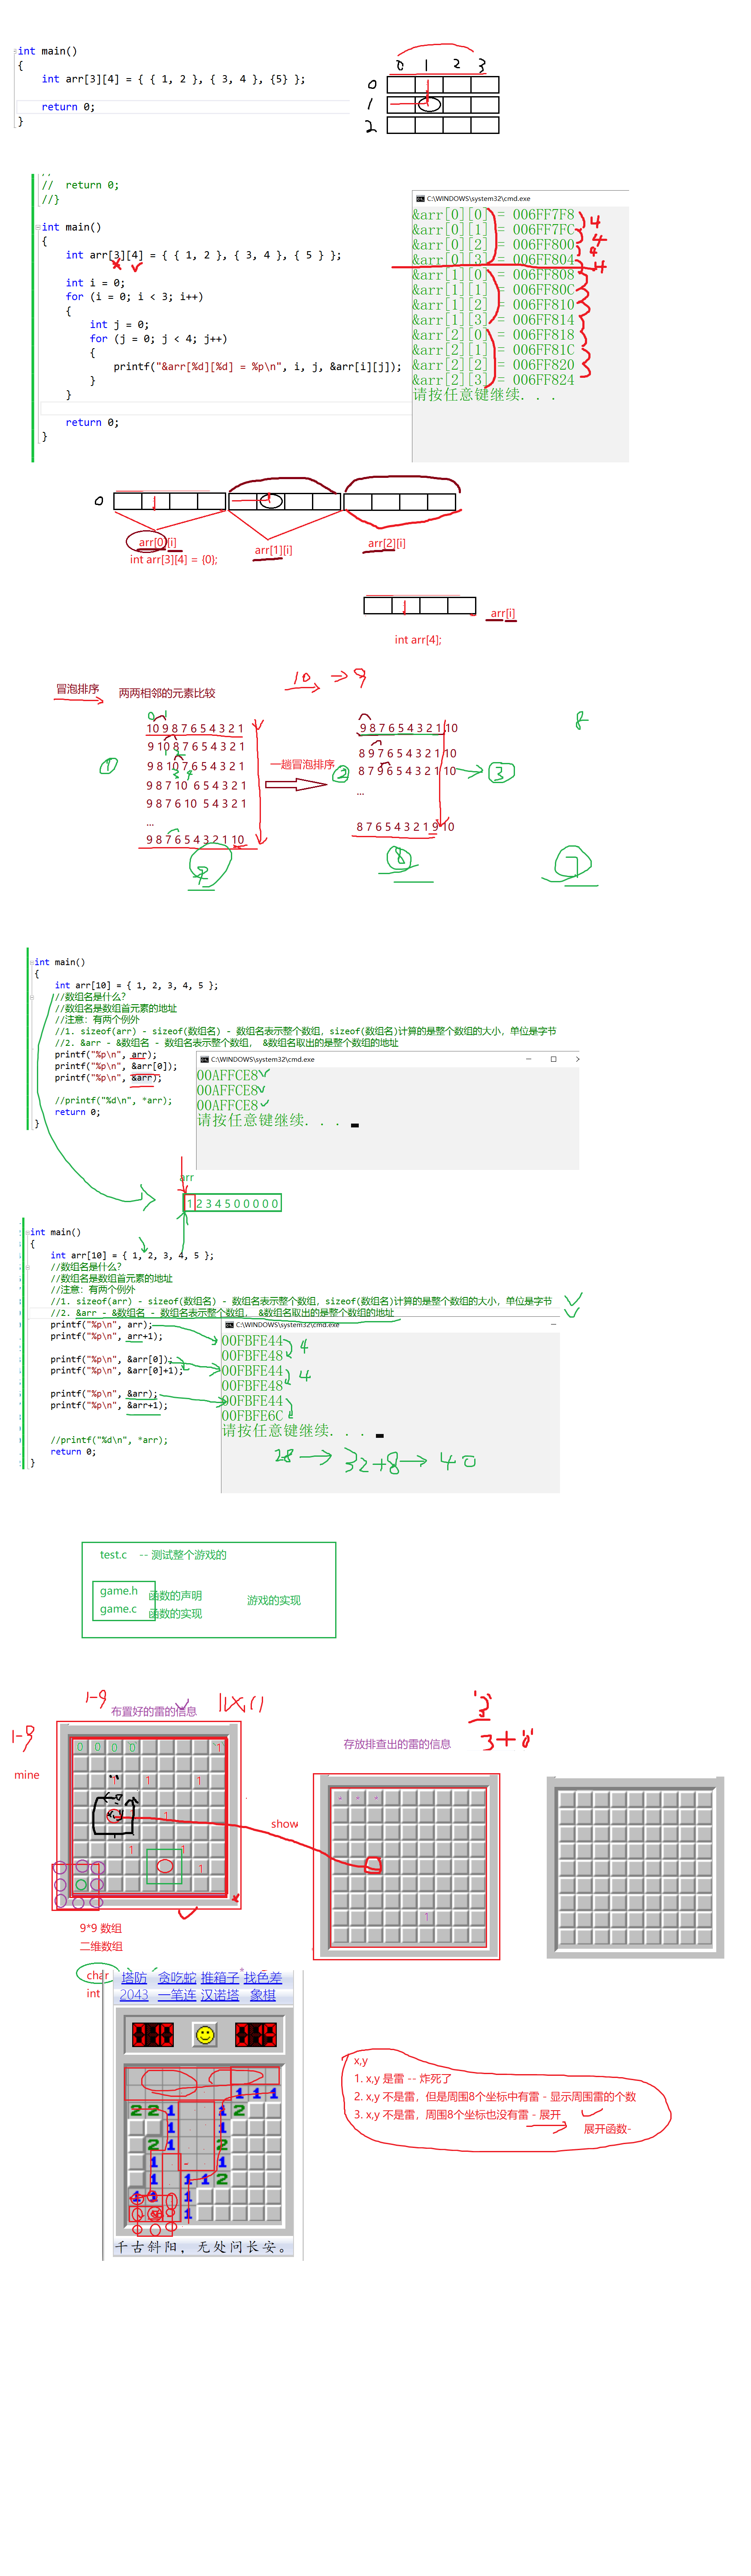 int main()
{
int arr[3][4] = { { 1, 2 }, { 3, 4 }, {5} };
return 0;
}
0 1 2 3
0
1
2
// return 0;
//}
int main()
{
int arr[3][4] = { { 1, 2 }, { 3, 4 }, { 5 } };
int i = 0;
for (i = 0; i < 3; i++)
{
int j = 0;
for (j = 0; j < 4; j++)
{
printf("&arr[%d][%d] = %p\n", i, j, &arr[i][j]);
}
}
return 0;
}
C:\WINDOWS\system32\cmd.exe
&arr[0][0] = 006FF7F8
&arr[0][1] = 006FF7FC
&arr[0][2] = 006FF800
&arr[0][3] = 006FF804
&arr[1][0] = 006FF808
&arr[1][1] = 006FF80C
&arr[1][2] = 006FF810
&arr[1][3] = 006FF814
&arr[2][0] = 006FF818
&arr[2][1] = 006FF81C
&arr[2][2] = 006FF820
&arr[2][3] = 006FF824
请按任意键继续. . .
4
4
4
4
0
arr[0][i]
arr[1][i]
arr[2][i]
int arr[3][4] = {0};
arr[i]
int arr[4];
冒泡排序 两两相邻的元素比较
10 → 9
10 9 8 7 6 5 4 3 2 1
9 10 8 7 6 5 4 3 2 1
9 8 10 7 6 5 4 3 2 1
9 8 7 10 6 5 4 3 2 1
9 8 7 6 10 5 4 3 2 1
...
9 8 7 6 5 4 3 2 1 10
①
一趟冒泡排序
②
9 8 7 6 5 4 3 2 1 10
8 9 7 6 5 4 3 2 1 10
8 7 9 6 5 4 3 2 1 10
...
8 7 6 5 4 3 2 1 9 10
③
8
8
7
int main()
{
int arr[10] = { 1, 2, 3, 4, 5 };
//数组名是什么?
//数组名是数组首元素的地址
//注意: 有两个例外
//1. sizeof(arr) - sizeof(数组名) - 数组名表示整个数组, sizeof(数组名)计算的是整个数组的大小, 单位是字节
//2. &arr - &数组名 - 数组名表示整个数组, &数组名取出的是整个数组的地址
printf("%p\n", arr);
printf("%p\n", &arr[0]);
printf("%p\n", &arr);
//printf("%d\n", *arr);
return 0;
}
C:\WINDOWS\system32\cmd.exe
00AFFCE8
00AFFCE8
00AFFCE8
请按任意键继续. . .
arr
1 2 3 4 5 0 0 0 0 0
int main()
{
int arr[10] = { 1, 2, 3, 4, 5 };
//数组名是什么?
//数组名是数组首元素的地址
//注意: 有两个例外
//1. sizeof(arr) - sizeof(数组名) - 数组名表示整个数组, sizeof(数组名)计算的是整个数组的大小, 单位是字节
//2. &arr - &数组名 - 数组名表示整个数组, &数组名取出的是整个数组的地址
printf("%p\n", arr);
printf("%p\n", arr+1);
printf("%p\n", &arr[0]);
printf("%p\n", &arr[0]+1);
printf("%p\n", &arr);
printf("%p\n", &arr+1);
//printf("%d\n", *arr);
return 0;
}
C:\WINDOWS\system32\cmd.exe
00FBFE44
00FBFE48
00FBFE44
00FBFE48
00FBFE44
00FBFE6C
请按任意键继续. . .
4
4
28 → 32+8 → 40
test.c -- 测试整个游戏的
game.h 函数的声明
game.c 函数的实现
游戏的实现
1-9
布置好的雷的信息
11X11
1-9
mine
0 0 0 0 1
1 1 1
1
1 1
1
show
存放排查出的雷的信息
'3'
3+'0'
* * *
1
9*9 数组
二维数组
char
int
塔防 贪吃蛇 推箱子 找色差
2043 一笔连 汉诺塔 象棋
1 1 1
2 2 1 1 2
1 1
2 1 2
1 1
1 1 1 2
1 1 1
1
千古斜阳，无处问长安。
x,y
1. x,y 是雷 -- 炸死了
2. x,y 不是雷，但是周围8个坐标中有雷 - 显示周围雷的个数
3. x,y 不是雷，周围8个坐标也没有雷 - 展开
展开函数-